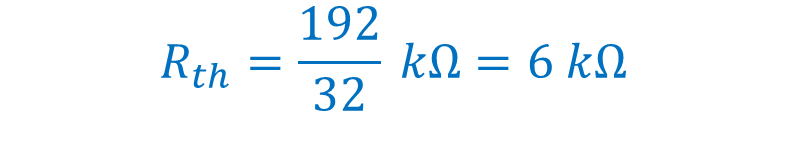 R_th = 192/32 kΩ = 6 kΩ